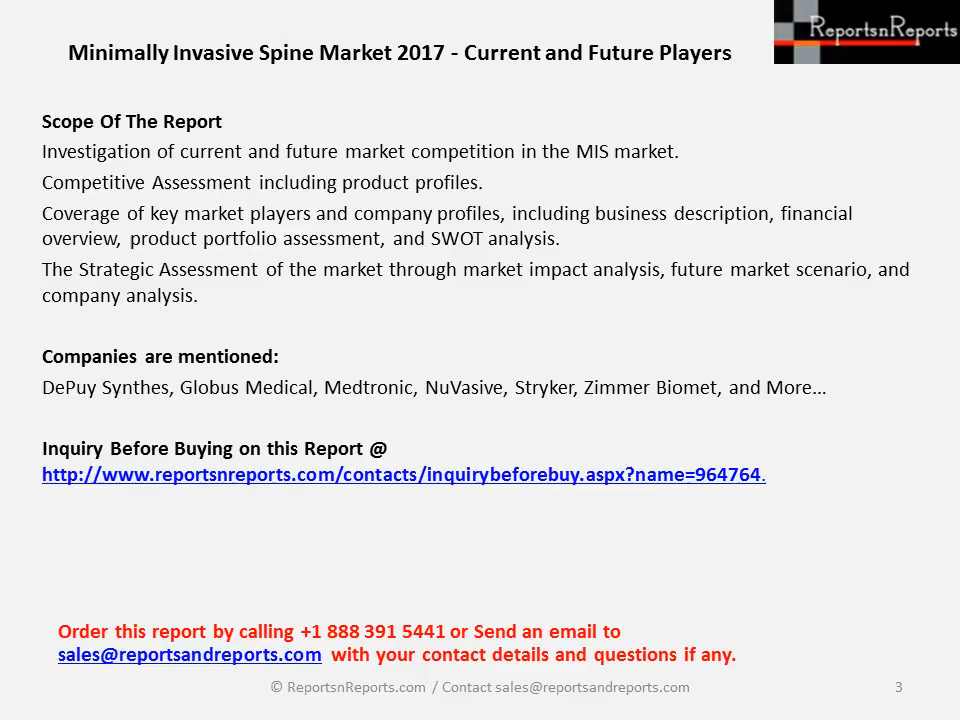 ReportsnReports
Minimally Invasive Spine Market 2017 - Current and Future Players
Scope Of The Report
Investigation of current and future market competition in the MIS market.
Competitive Assessment including product profiles.
Coverage of key market players and company profiles, including business description, financial
overview, product portfolio assessment, and SWOT analysis.
The Strategic Assessment of the market through market impact analysis, future market scenario, and
company analysis.
Companies are mentioned:
DePuy Synthes, Globus Medical, Medtronic, NuVasive, Stryker, Zimmer Biomet, and More...
Inquiry Before Buying on this Report @
http://www.reportsnreports.com/contacts/inquirybeforebuy.aspx?name=964764.
Order this report by calling +1 888 391 5441 or Send an email to
sales@reportsandreports.com with your contact details and questions if any.
© ReportsnReports.com / Contact sales@reportsandreports.com
3